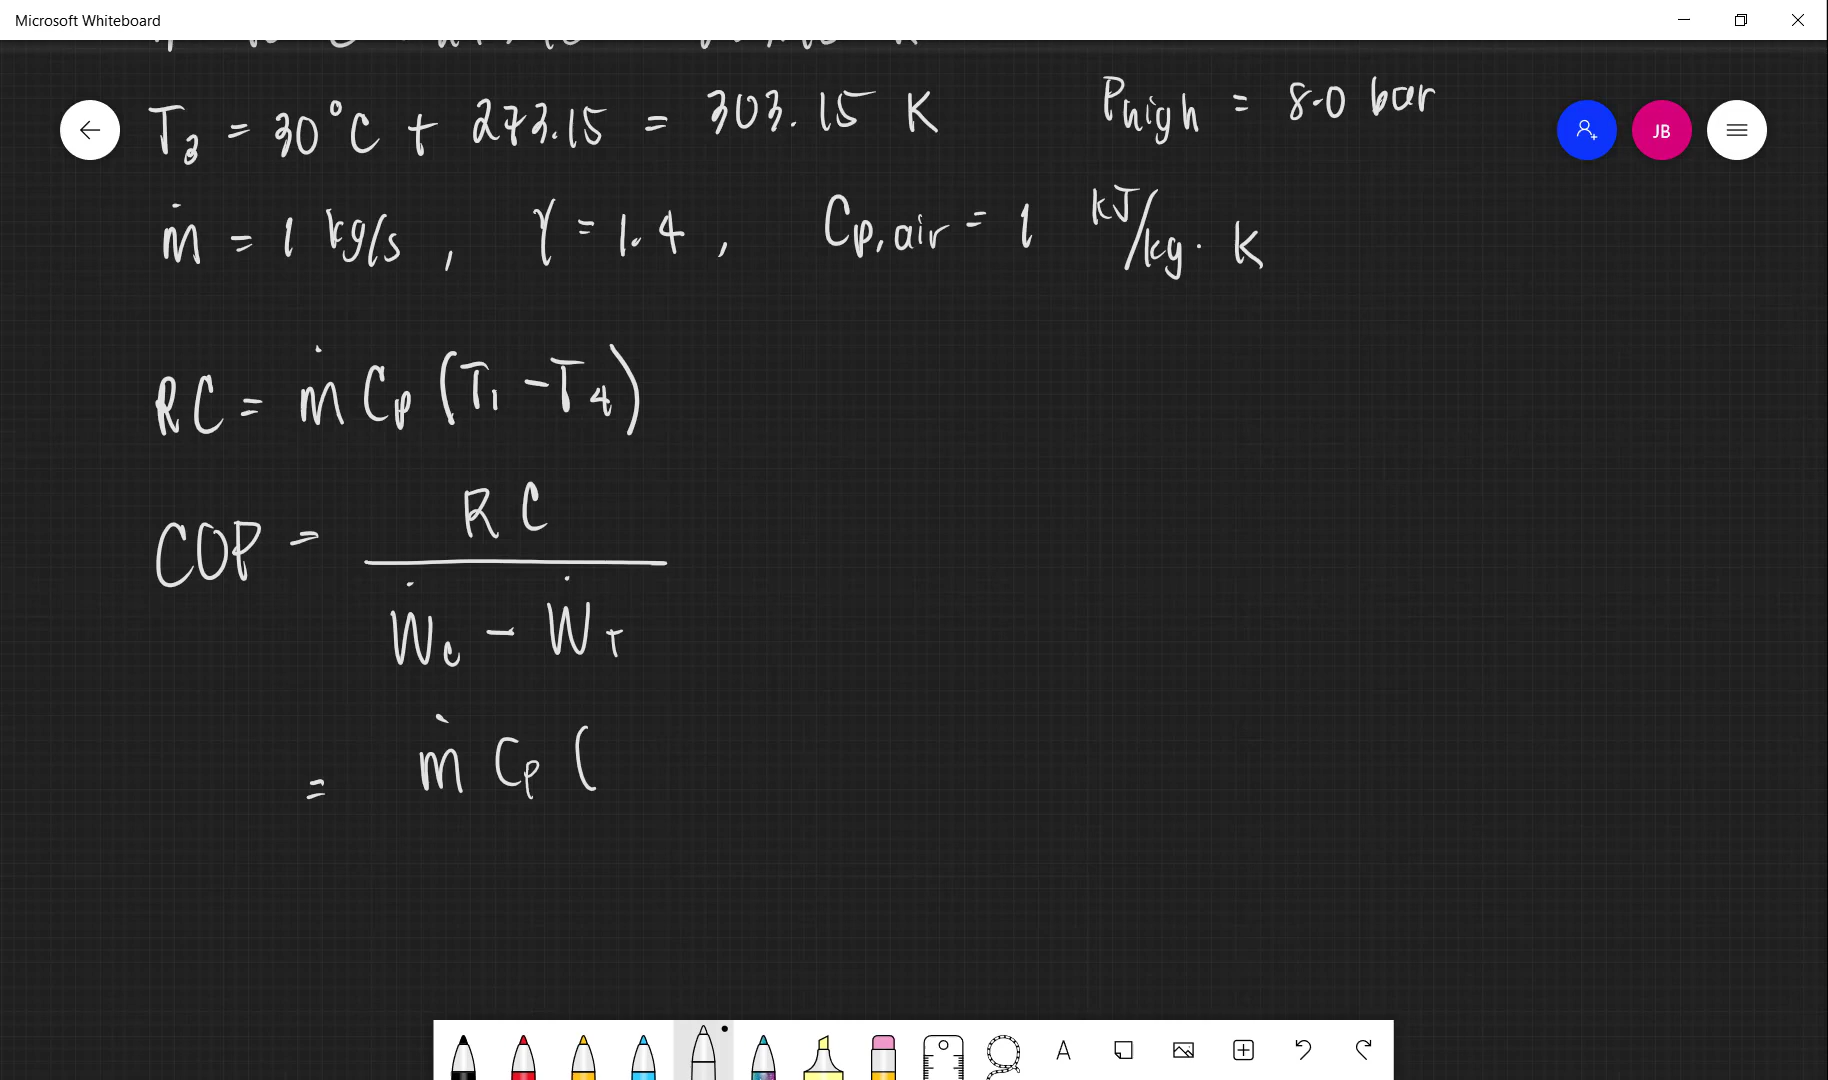 Microsoft Whiteboard
T3 = 30°C + 273.15 = 303.15 K
Phigh = 8.0 bar
JB
ṁ = 1 kg/s , γ = 1.4 , Cp,air = 1 kJ/kg · K
RC = ṁ Cp (T1 - T4)
COP = RC
Ẇc - ẆT
= ṁ Cp (